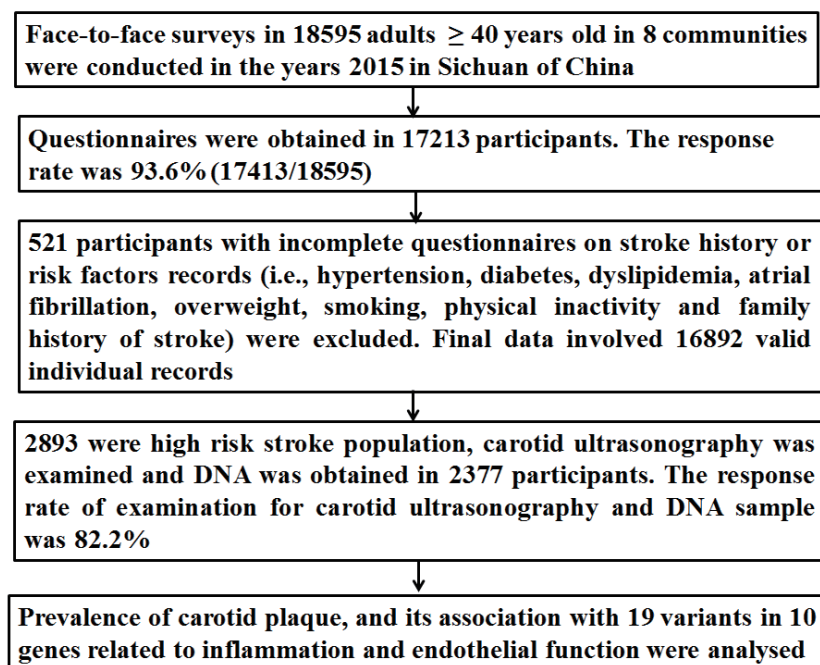 Face-to-face surveys in 18595 adults ≥ 40 years old in 8 communities
were conducted in the years 2015 in Sichuan of China
Questionnaires were obtained in 17213 participants. The response
rate was 93.6% (17413/18595)
521 participants with incomplete questionnaires on stroke history or
risk factors records (i.e., hypertension, diabetes, dyslipidemia, atrial
fibrillation, overweight, smoking, physical inactivity and family
history of stroke) were excluded. Final data involved 16892 valid
individual records
2893 were high risk stroke population, carotid ultrasonography was
examined and DNA was obtained in 2377 participants. The response
rate of examination for carotid ultrasonography and DNA sample
was 82.2%
Prevalence of carotid plaque, and its association with 19 variants in 10
genes related to inflammation and endothelial function were analysed